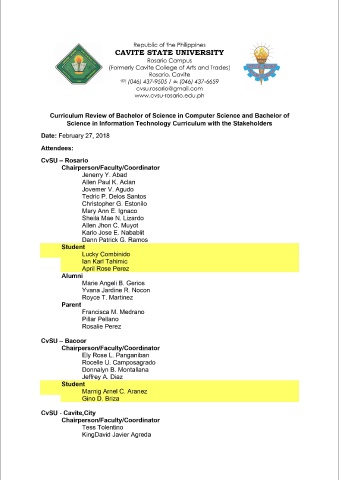 Republic of the Philippines
CAVITE STATE UNIVERSITY
Rosario Campus
(Formerly Cavite College of Arts and Trades)
Rosario, Cavite
(046) 437-9505 / (046) 437-6659
cvsurosario@gmail.com
www.cvsu-rosario.edu.ph
Curriculum Review of Bachelor of Science in Computer Science and Bachelor of
Science in Information Technology Curriculum with the Stakeholders
Date: February 27, 2018
Attendees:
CvSU – Rosario
Chairperson/Faculty/Coordinator
Jenerry Y. Abad
Allen Paul K. Aclan
Jovemer V. Agudo
Tedric P. Delos Santos
Christopher G. Estonilo
Mary Ann E. Ignaco
Sheila Mae N. Lizardo
Allen Jhon C. Muyot
Karlo Jose E. Nabablit
Dann Patrick G. Ramos
Student
Lucky Combinido
Ian Karl Tahimic
April Rose Perez
Alumni
Marie Angeli B. Gerios
Yvana Jardine R. Nocon
Royce T. Martinez
Parent
Francisca M. Medrano
Pillar Pellano
Rosalie Perez
CvSU – Bacoor
Chairperson/Faculty/Coordinator
Ely Rose L. Panganiban
Rocelle U. Camposagrado
Donnalyn B. Montallana
Jeffrey A. Diaz
Student
Marnig Arnel C. Aranez
Gino D. Briza
CvSU - Cavite,City
Chairperson/Faculty/Coordinator
Tess Tolentino
KingDavid Javier Agreda